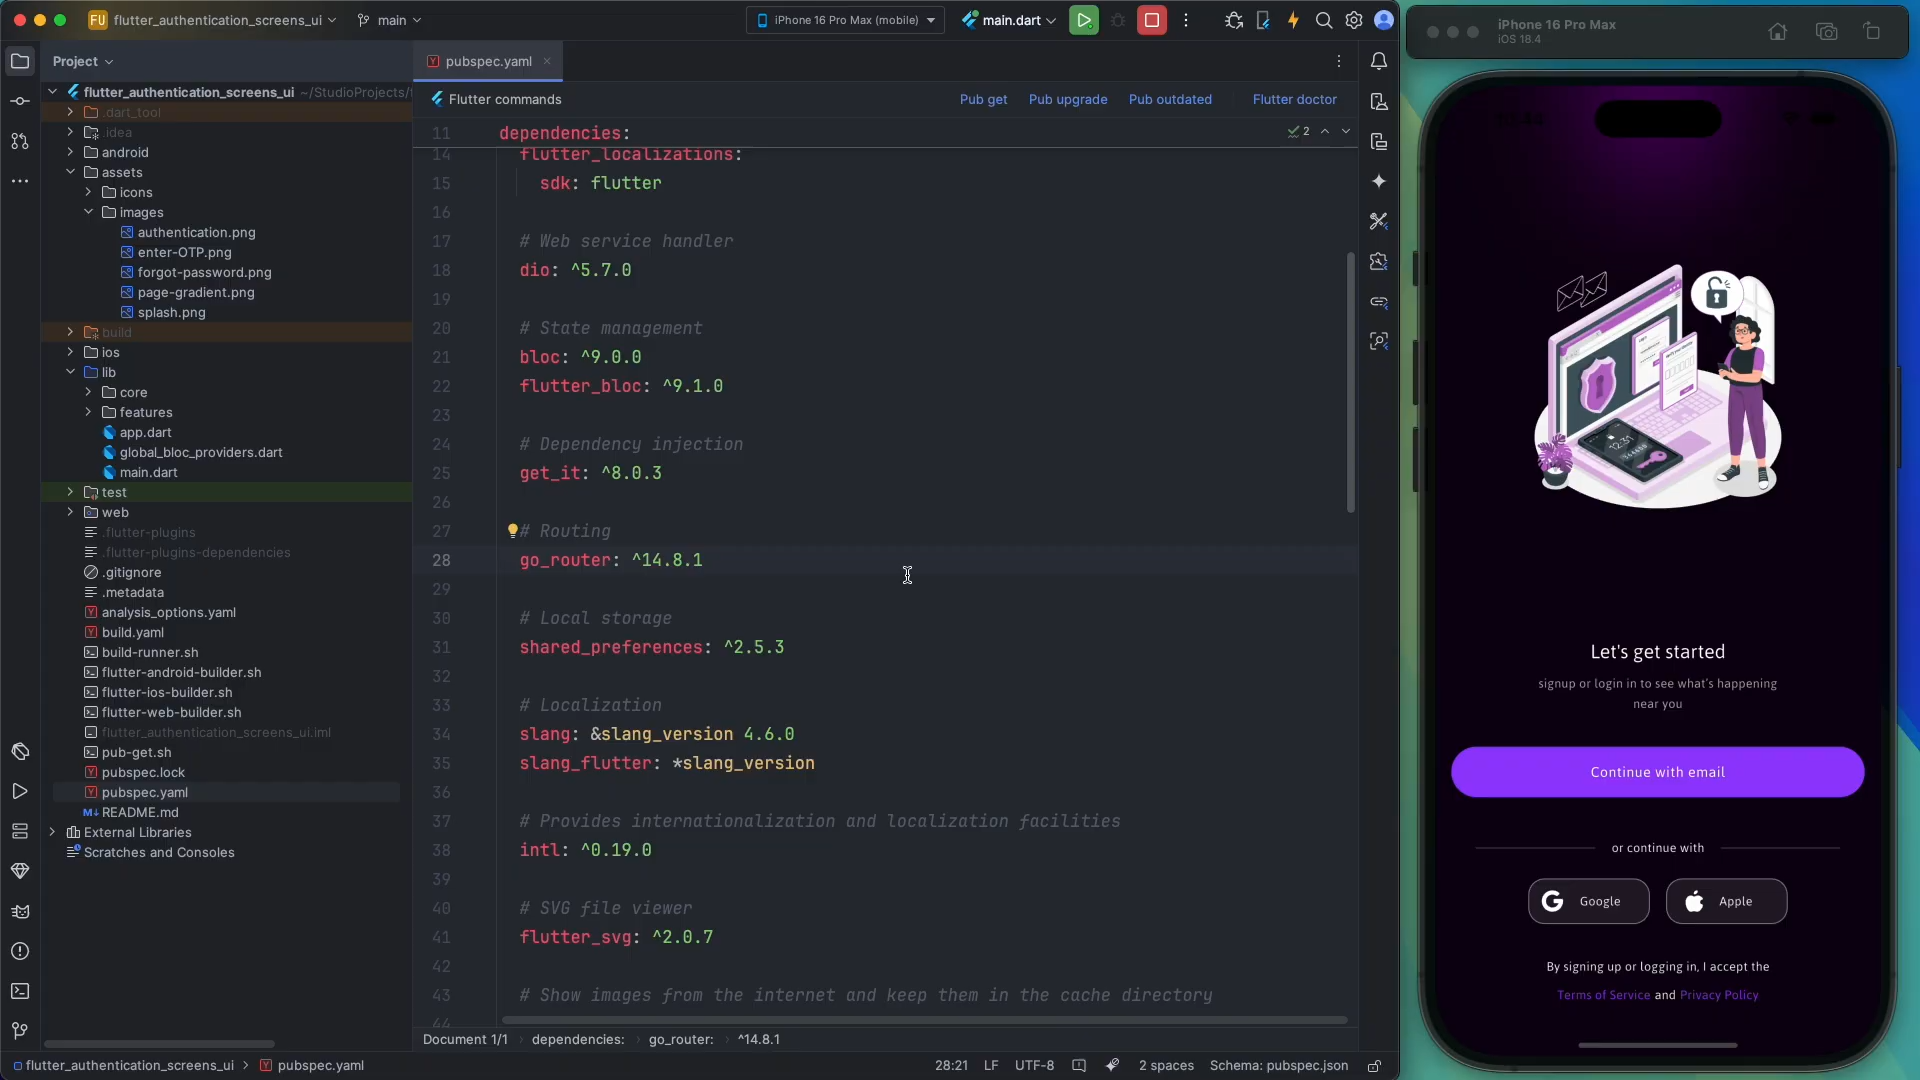 FU flutter_authentication_screens_ui
main
iPhone 16 Pro Max (mobile)
main.dart
Project
flutter_authentication_screens_ui ~/StudioProjects/f
.dart_tool
.idea
android
assets
icons
images
authentication.png
enter-OTP.png
forgot-password.png
page-gradient.png
splash.png
build
ios
lib
core
features
app.dart
global_bloc_providers.dart
main.dart
test
web
.flutter-plugins
.flutter-plugins-dependencies
.gitignore
.metadata
analysis_options.yaml
build.yaml
build-runner.sh
flutter-android-builder.sh
flutter-ios-builder.sh
flutter-web-builder.sh
flutter_authentication_screens_ui.iml
pub-get.sh
pubspec.lock
pubspec.yaml
README.md
External Libraries
Scratches and Consoles
pubspec.yaml
Flutter commands
Pub get
Pub upgrade
Pub outdated
Flutter doctor
2
11 dependencies:
14 flutter_localizations:
15 sdk: flutter
16
17 # Web service handler
18 dio: ^5.7.0
19
20 # State management
21 bloc: ^9.0.0
22 flutter_bloc: ^9.1.0
23
24 # Dependency injection
25 get_it: ^8.0.3
26
27 # Routing
28 go_router: ^14.8.1
29
30 # Local storage
31 shared_preferences: ^2.5.3
32
33 # Localization
34 slang: &slang_version 4.6.0
35 slang_flutter: *slang_version
36
37 # Provides internationalization and localization facilities
38 intl: ^0.19.0
39
40 # SVG file viewer
41 flutter_svg: ^2.0.7
42
43 # Show images from the internet and keep them in the cache directory
44
Document 1/1 › dependencies: › go_router: › ^14.8.1
flutter_authentication_screens_ui › pubspec.yaml
28:21 LF UTF-8 2 spaces Schema: pubspec.json
iPhone 16 Pro Max
iOS 18.4
12:31
Let's get started
signup or login in to see what's happening
near you
Continue with email
or continue with
Google
Apple
By signing up or logging in, I accept the
Terms of Service and Privacy Policy